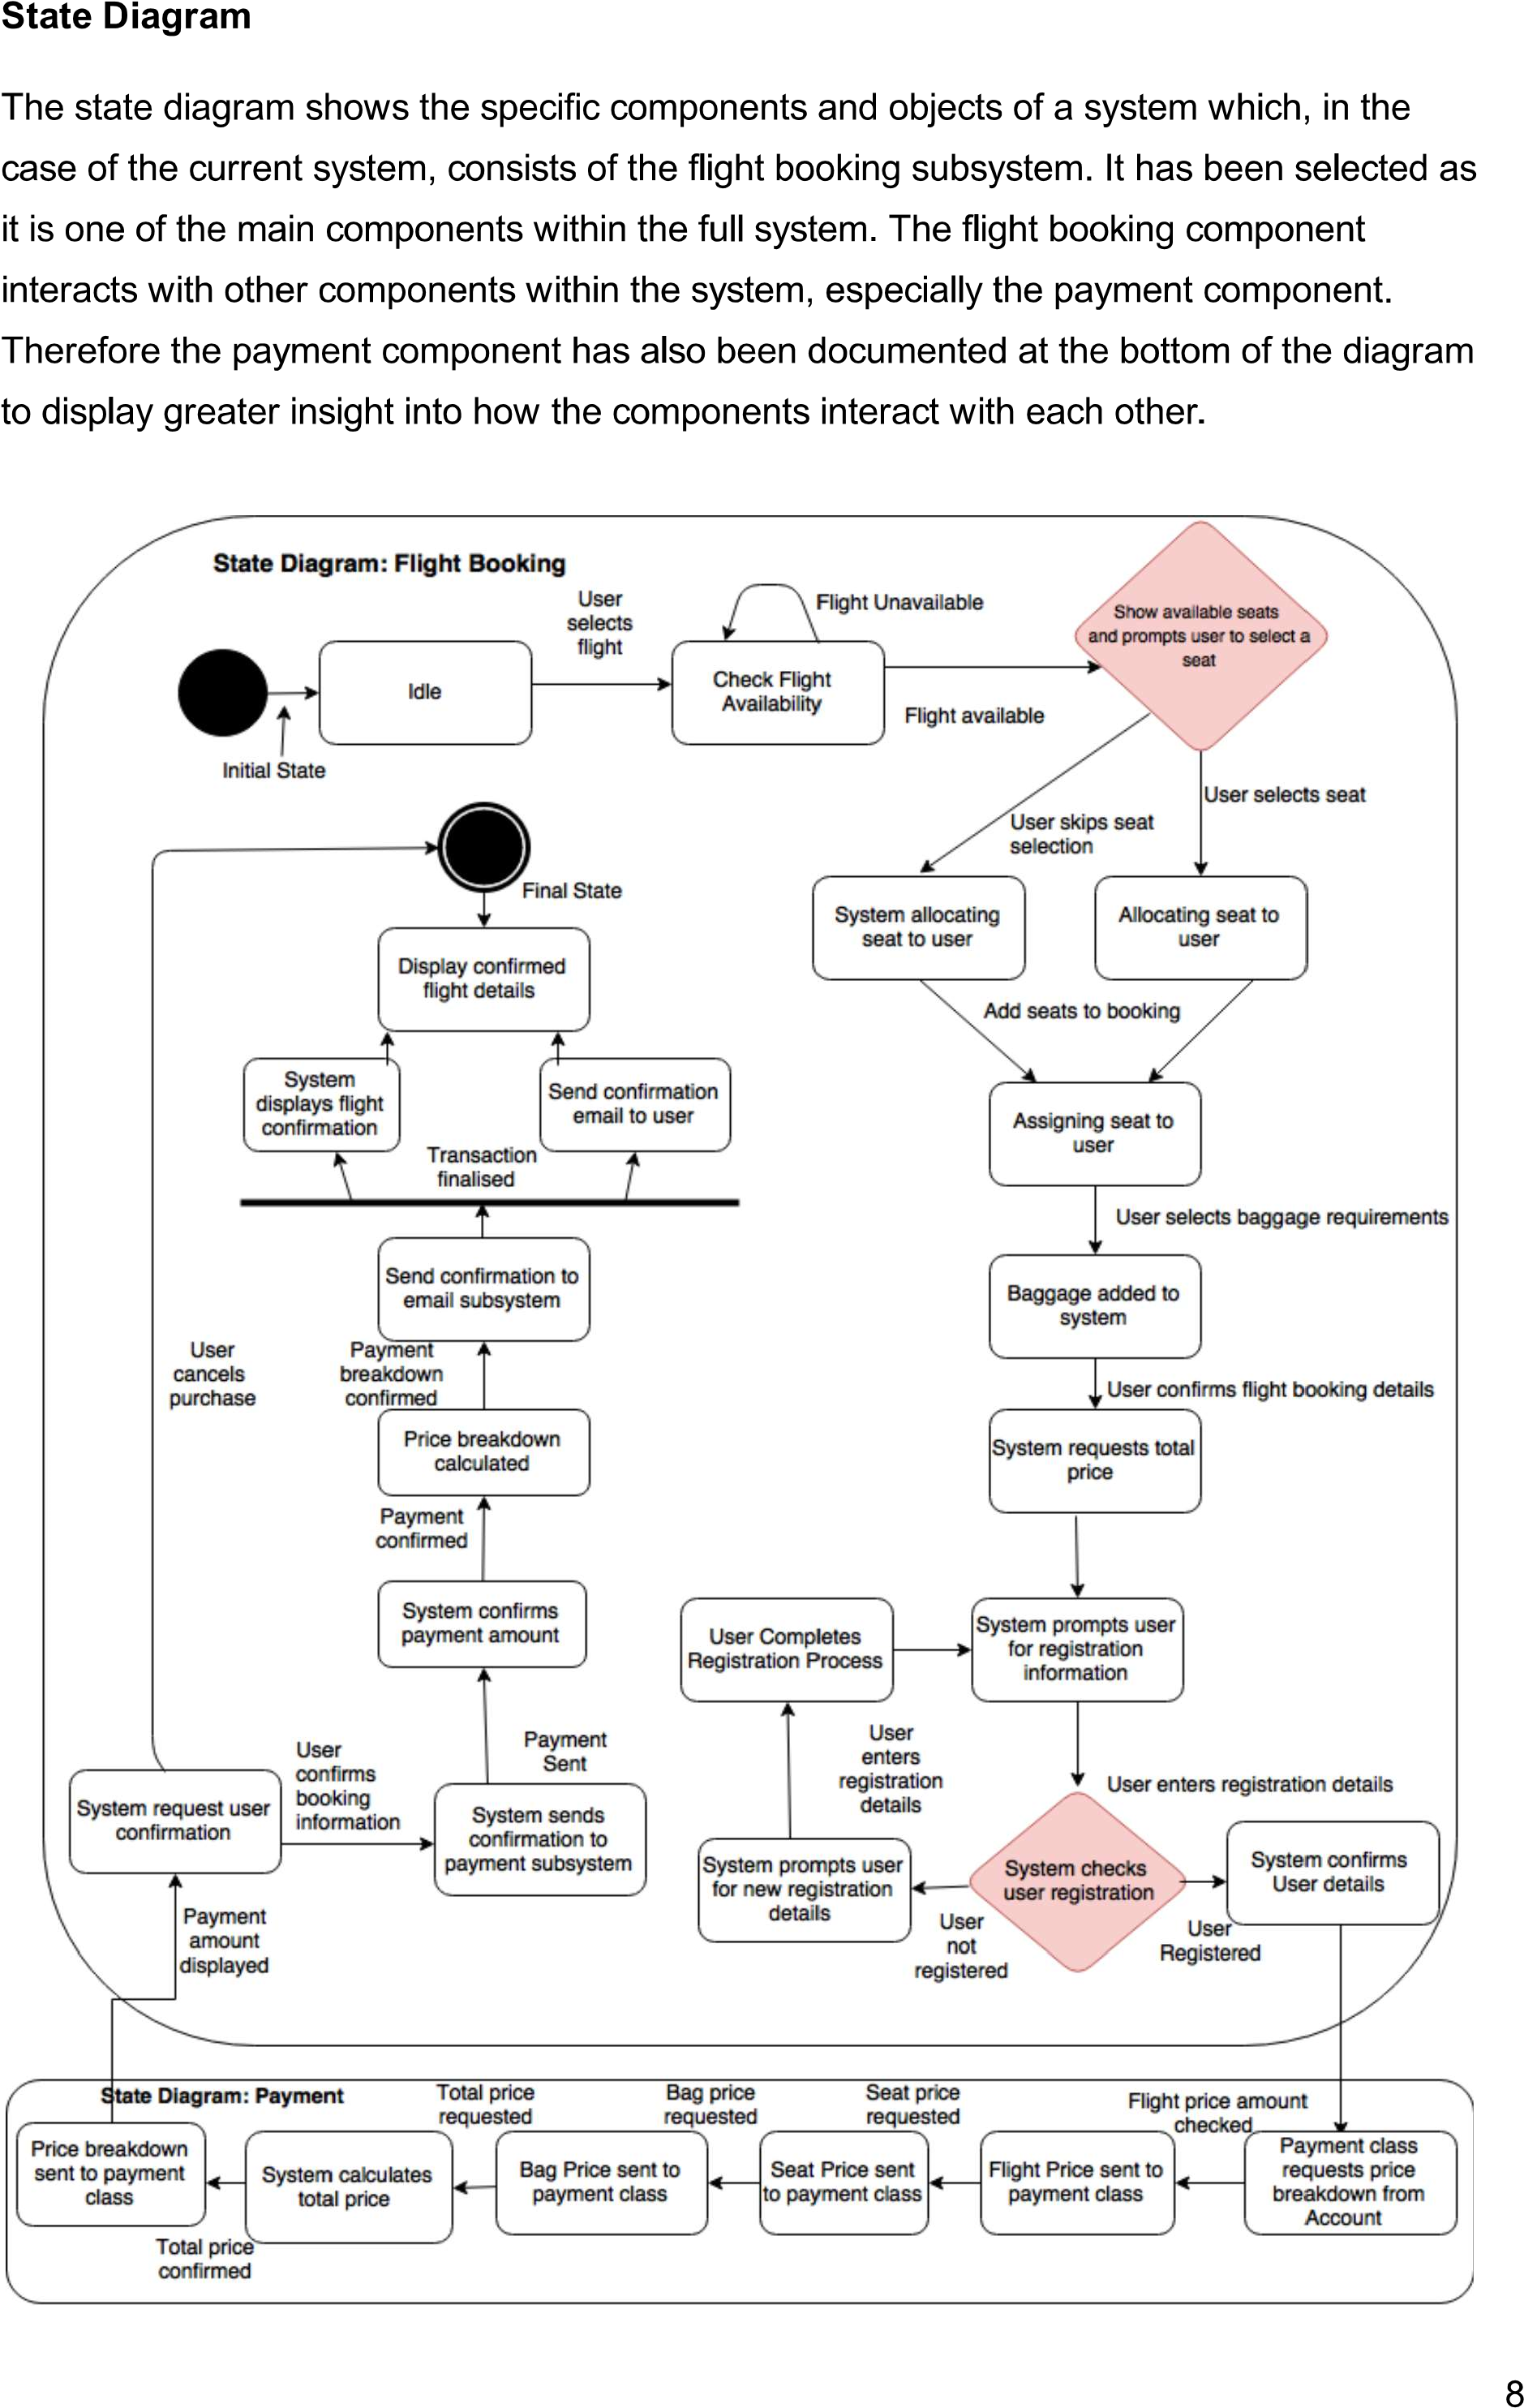 State Diagram
The state diagram shows the specific components and objects of a system which, in the
case of the current system, consists of the flight booking subsystem. It has been selected as
it is one of the main components within the full system. The flight booking component
interacts with other components within the system, especially the payment component.
Therefore the payment component has also been documented at the bottom of the diagram
to display greater insight into how the components interact with each other.
State Diagram: Flight Booking
Initial State
Idle
User
selects
flight
Check Flight
Availability
Flight Unavailable
Flight available
Show available seats
and prompts user to select a
seat
User skips seat
selection
User selects seat
System allocating
seat to user
Allocating seat to
user
Add seats to booking
Assigning seat to
user
User selects baggage requirements
Baggage added to
system
User confirms flight booking details
System requests total
price
System prompts user
for registration
information
User enters registration details
System checks
user registration
User
not
registered
System prompts user
for new registration
details
User
enters
registration
details
User Completes
Registration Process
User
Registered
System confirms
User details
State Diagram: Payment
Payment class
requests price
breakdown from
Account
Flight price amount
checked
Flight Price sent to
payment class
Seat price
requested
Seat Price sent
to payment class
Bag price
requested
Bag Price sent to
payment class
Total price
requested
System calculates
total price
Total price
confirmed
Price breakdown
sent to payment
class
Payment
amount
displayed
System request user
confirmation
User
cancels
purchase
User
confirms
booking
information
System sends
confirmation to
payment subsystem
Payment
Sent
System confirms
payment amount
Payment
confirmed
Price breakdown
calculated
Payment
breakdown
confirmed
Send confirmation to
email subsystem
Transaction
finalised
System
displays flight
confirmation
Send confirmation
email to user
Display confirmed
flight details
Final State
8